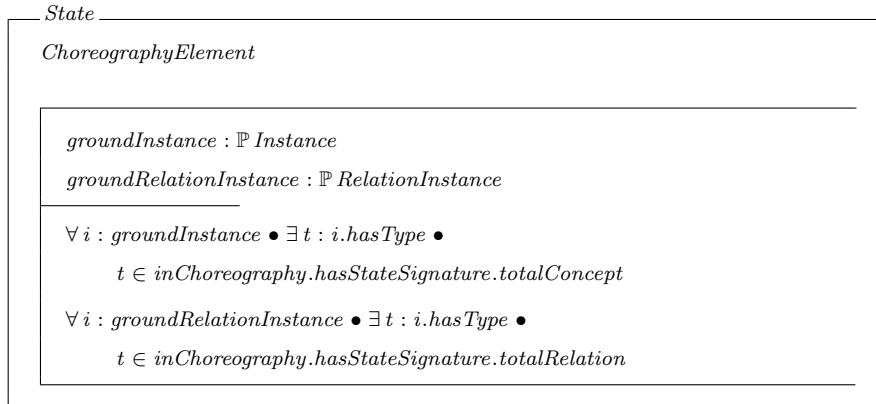 State
ChoreographyElement
groundInstance : ℙ Instance
groundRelationInstance : ℙ RelationInstance
∀ i : groundInstance • ∃ t : i.hasType •
t ∈ inChoreography.hasStateSignature.totalConcept
∀ i : groundRelationInstance • ∃ t : i.hasType •
t ∈ inChoreography.hasStateSignature.totalRelation